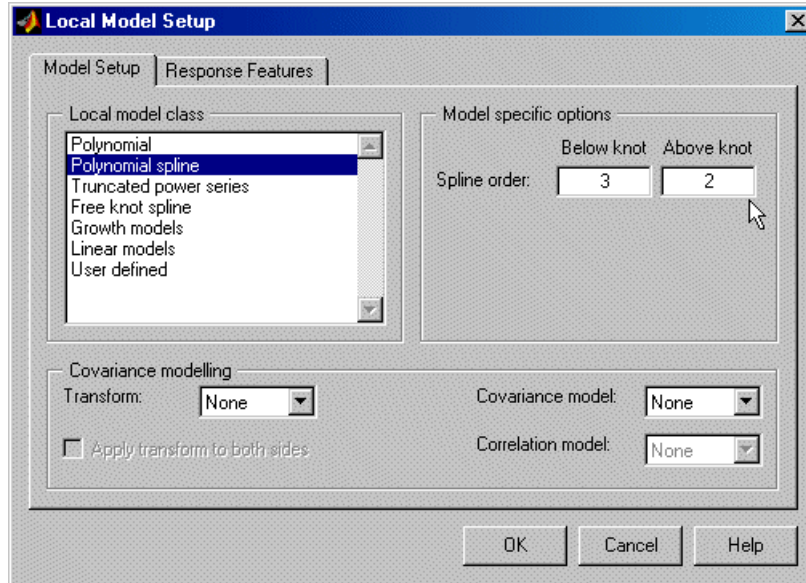 Local Model Setup
Model Setup
Response Features
Local model class
Polynomial
Polynomial spline
Truncated power series
Free knot spline
Growth models
Linear models
User defined
Model specific options
Below knot Above knot
Spline order: 3 2
Covariance modelling
Transform: None
Apply transform to both sides
Covariance model: None
Correlation model: None
OK Cancel Help